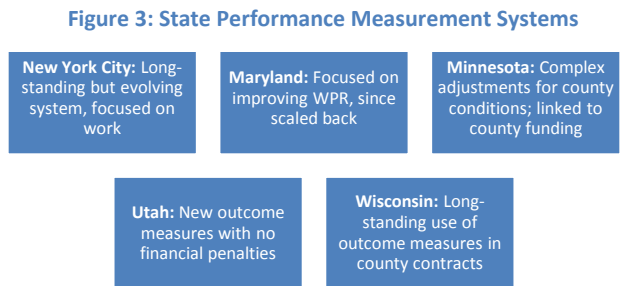 Figure 3: State Performance Measurement Systems
New York City: Long-
standing but evolving
system, focused on
work
Maryland: Focused on
improving WPR, since
scaled back
Minnesota: Complex
adjustments for county
conditions; linked to
county funding
Utah: New outcome
measures with no
financial penalties
Wisconsin: Long-
standing use of
outcome measures in
county contracts